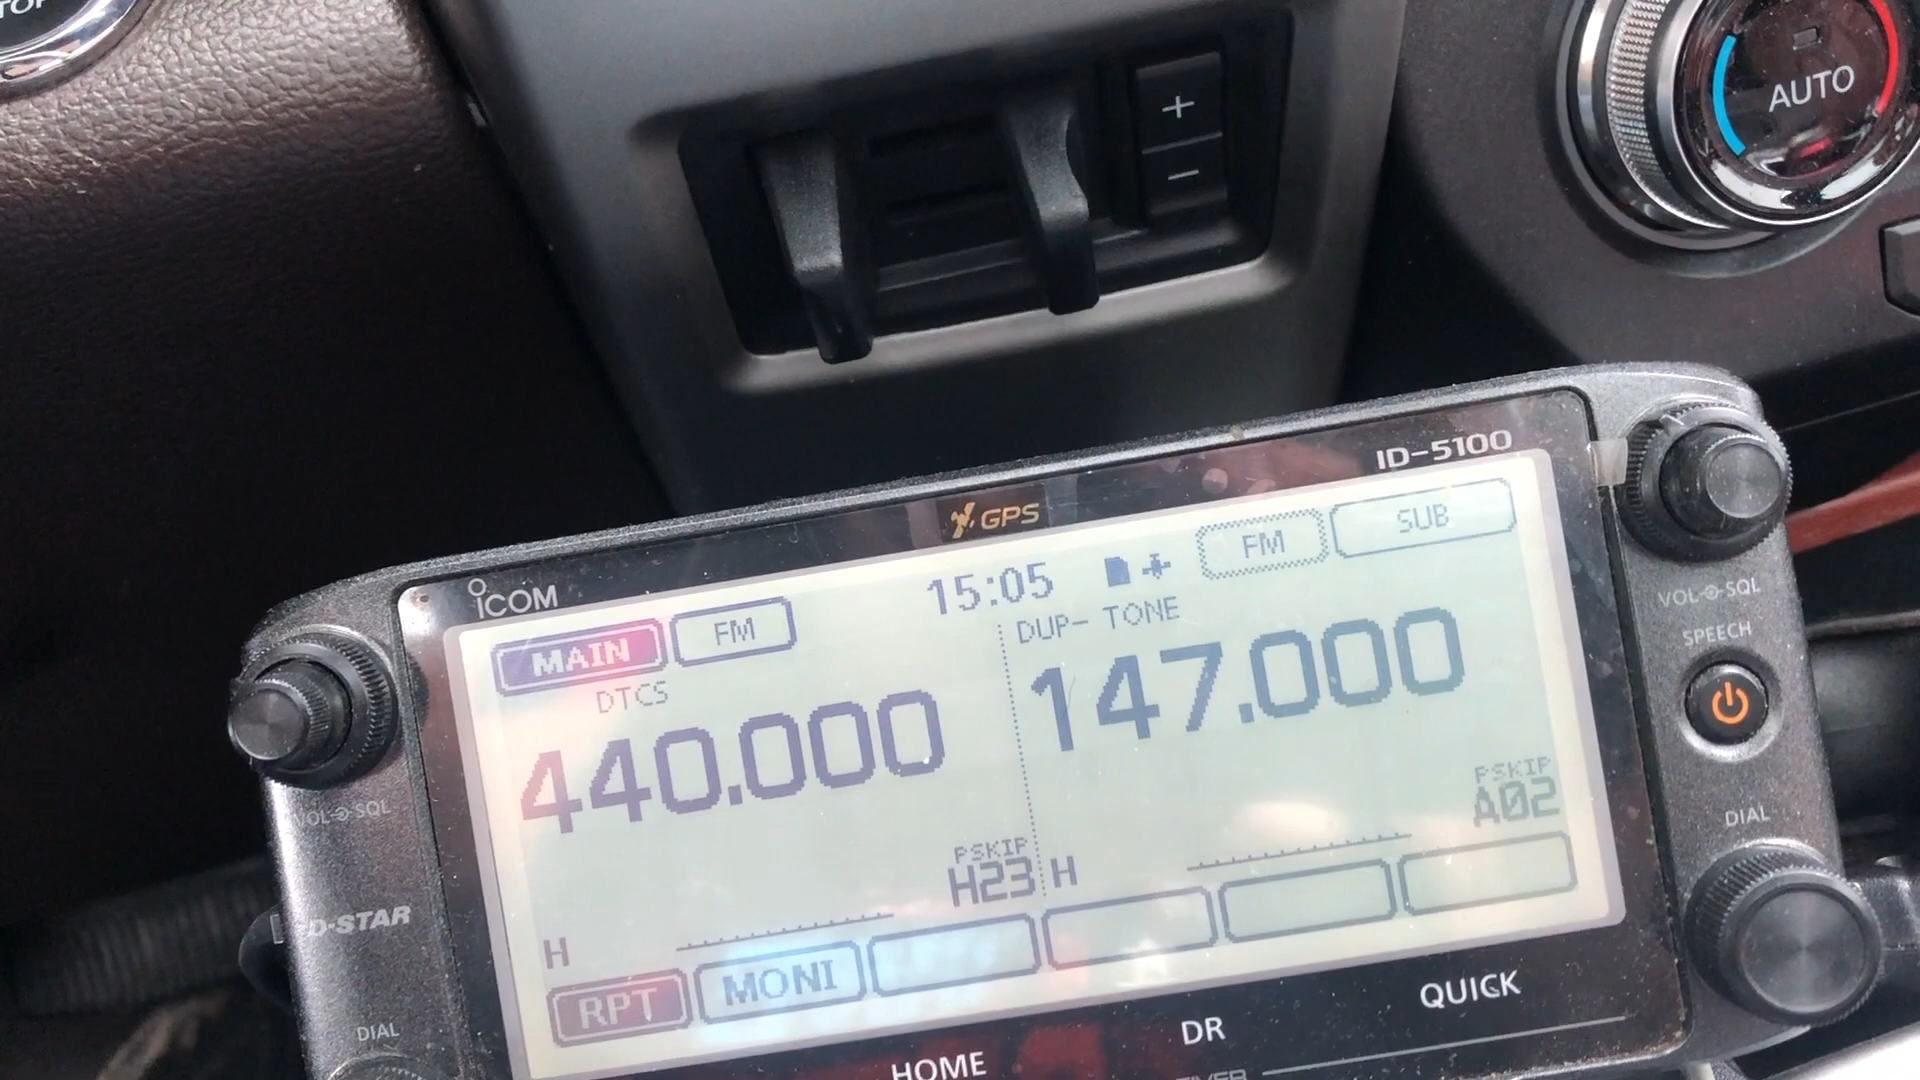 TOP
+
−
AUTO
ID-5100
GPS
ICOM
MAIN
FM
15:05
FM
SUB
DTCS
DUP- TONE
440.000
147.000
PSKIP
H23
PSKIP
A02
H
H
RPT
MONI
VOL SQL
D-STAR
DIAL
VOL SQL
SPEECH
DIAL
HOME
DR
QUICK